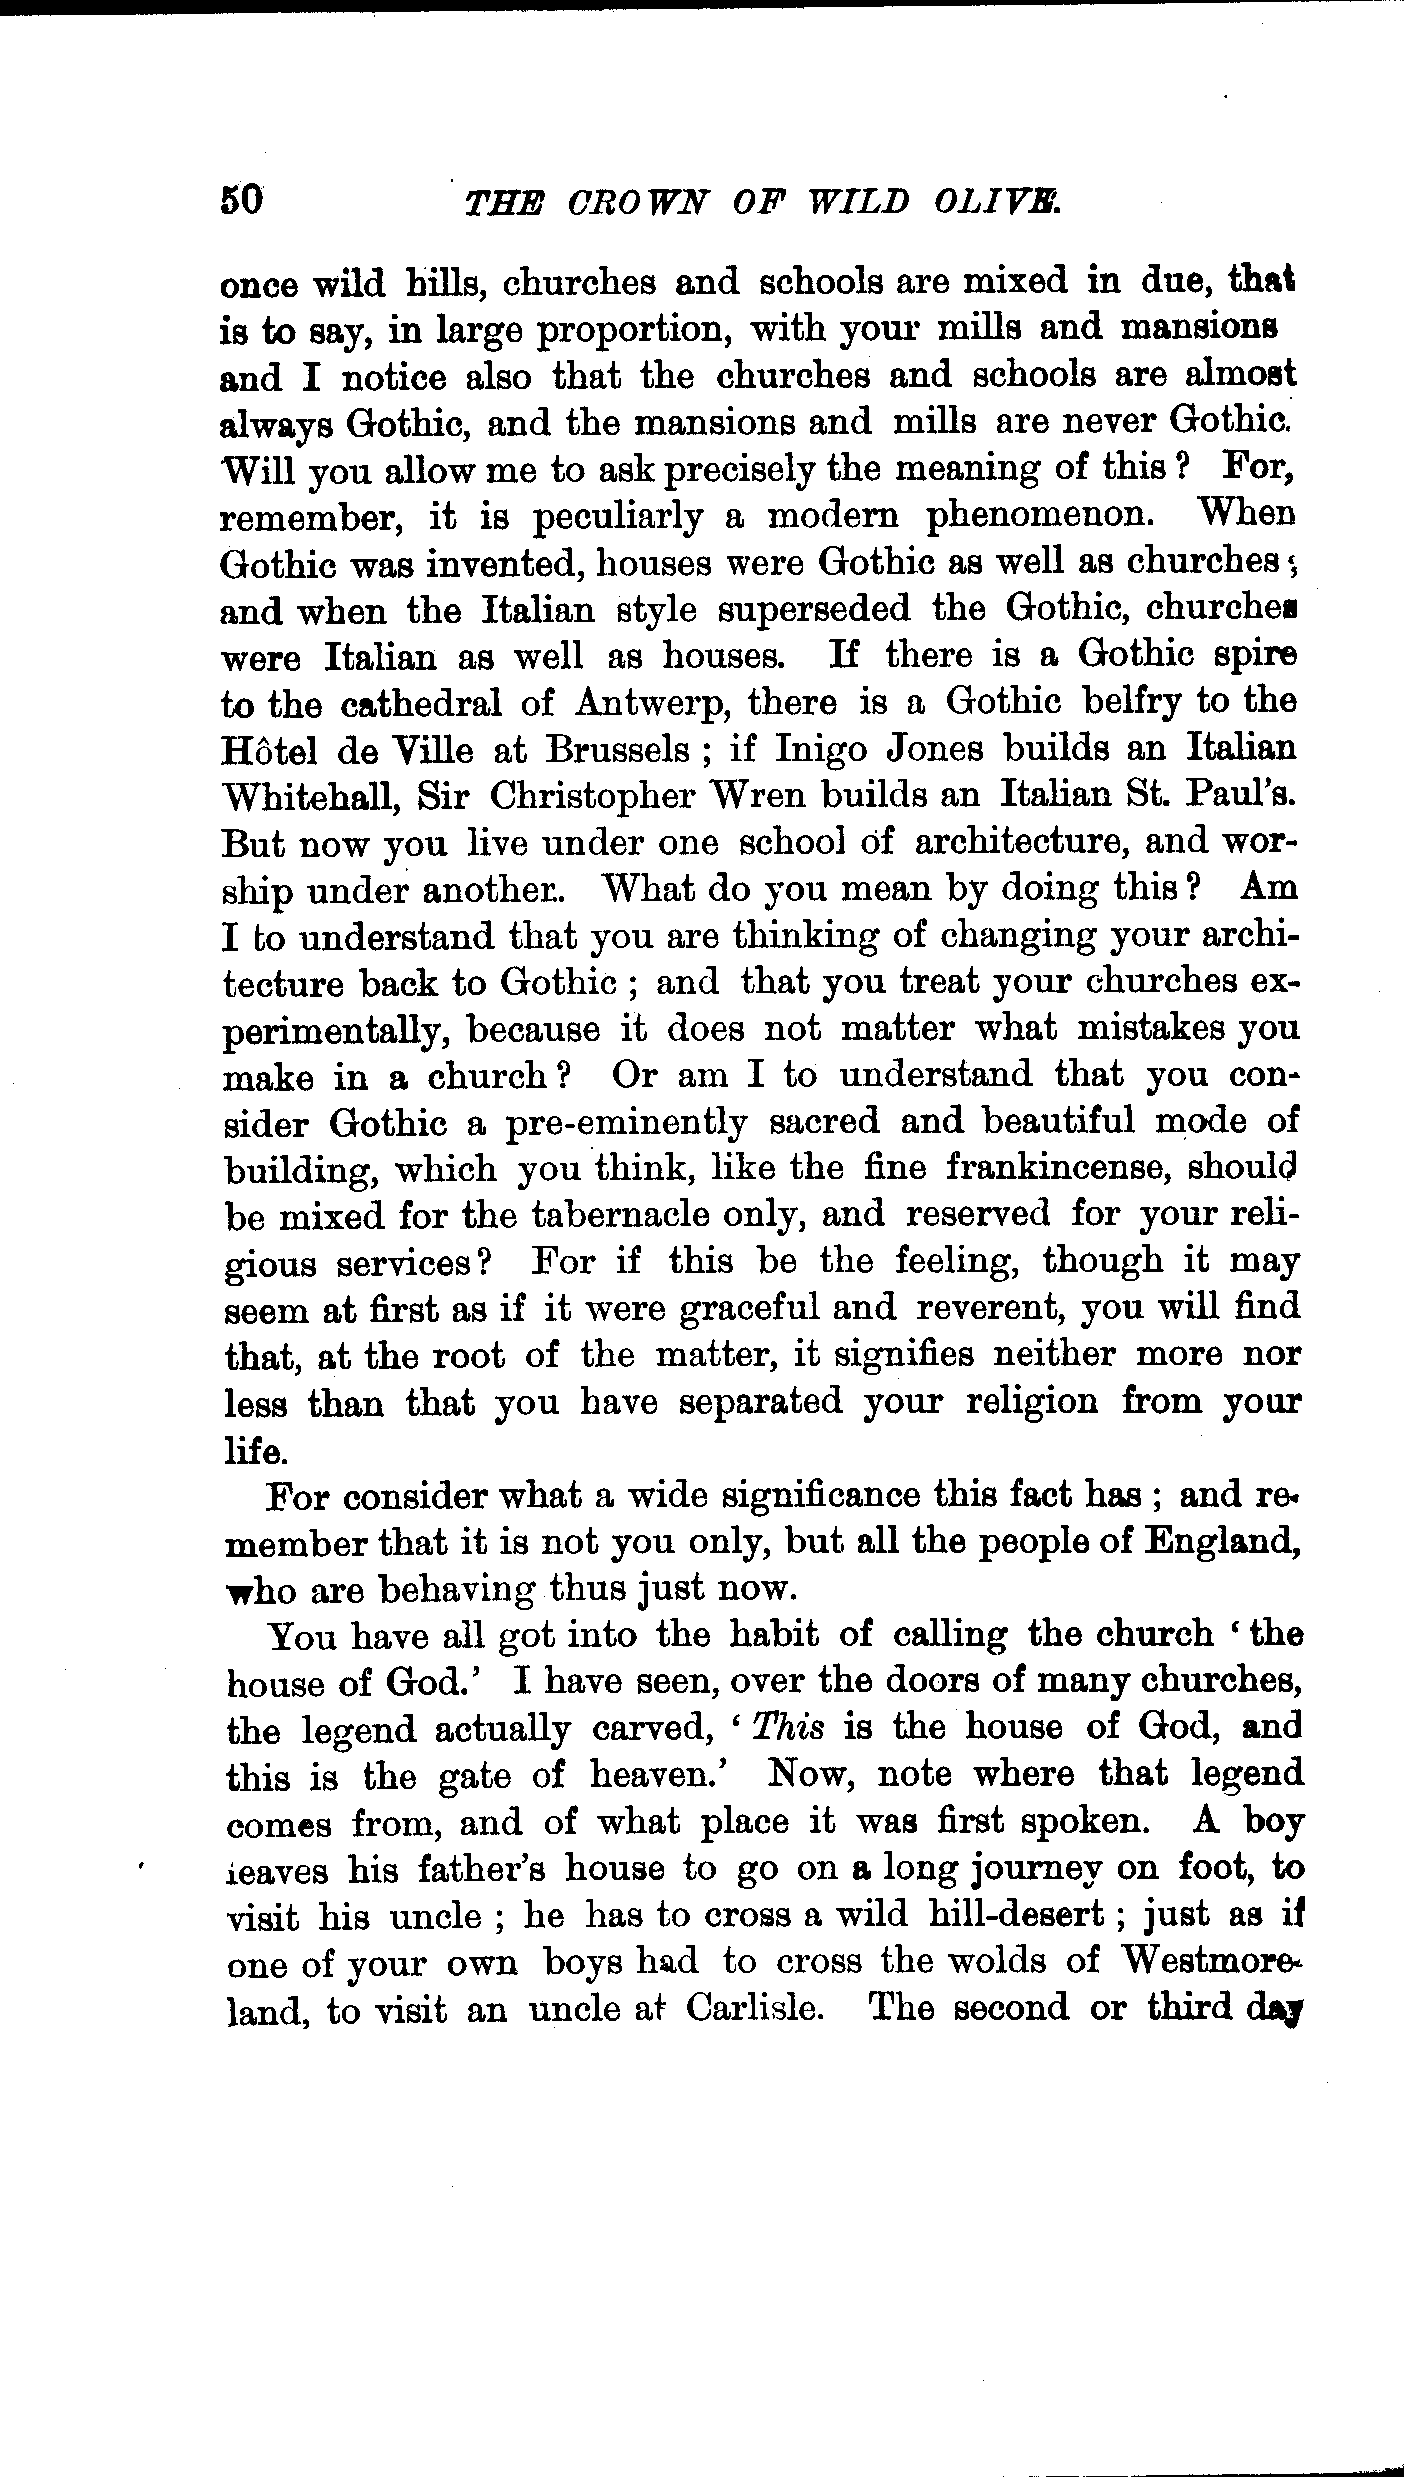 50 THE CROWN OF WILD OLIVE.
once wild hills, churches and schools are mixed in due, that
is to say, in large proportion, with your mills and mansions
and I notice also that the churches and schools are almost
always Gothic, and the mansions and mills are never Gothic.
Will you allow me to ask precisely the meaning of this? For,
remember, it is peculiarly a modern phenomenon. When
Gothic was invented, houses were Gothic as well as churches;
and when the Italian style superseded the Gothic, churches
were Italian as well as houses. If there is a Gothic spire
to the cathedral of Antwerp, there is a Gothic belfry to the
Hôtel de Ville at Brussels; if Inigo Jones builds an Italian
Whitehall, Sir Christopher Wren builds an Italian St. Paul's.
But now you live under one school of architecture, and wor-
ship under another. What do you mean by doing this? Am
I to understand that you are thinking of changing your archi-
tecture back to Gothic; and that you treat your churches ex-
perimentally, because it does not matter what mistakes you
make in a church? Or am I to understand that you con-
sider Gothic a pre-eminently sacred and beautiful mode of
building, which you think, like the fine frankincense, should
be mixed for the tabernacle only, and reserved for your reli-
gious services? For if this be the feeling, though it may
seem at first as if it were graceful and reverent, you will find
that, at the root of the matter, it signifies neither more nor
less than that you have separated your religion from your
life.
For consider what a wide significance this fact has; and re-
member that it is not you only, but all the people of England,
who are behaving thus just now.
You have all got into the habit of calling the church 'the
house of God.' I have seen, over the doors of many churches,
the legend actually carved, 'This is the house of God, and
this is the gate of heaven.' Now, note where that legend
comes from, and of what place it was first spoken. A boy
leaves his father's house to go on a long journey on foot, to
visit his uncle; he has to cross a wild hill-desert; just as if
one of your own boys had to cross the wolds of Westmore-
land, to visit an uncle at Carlisle. The second or third day